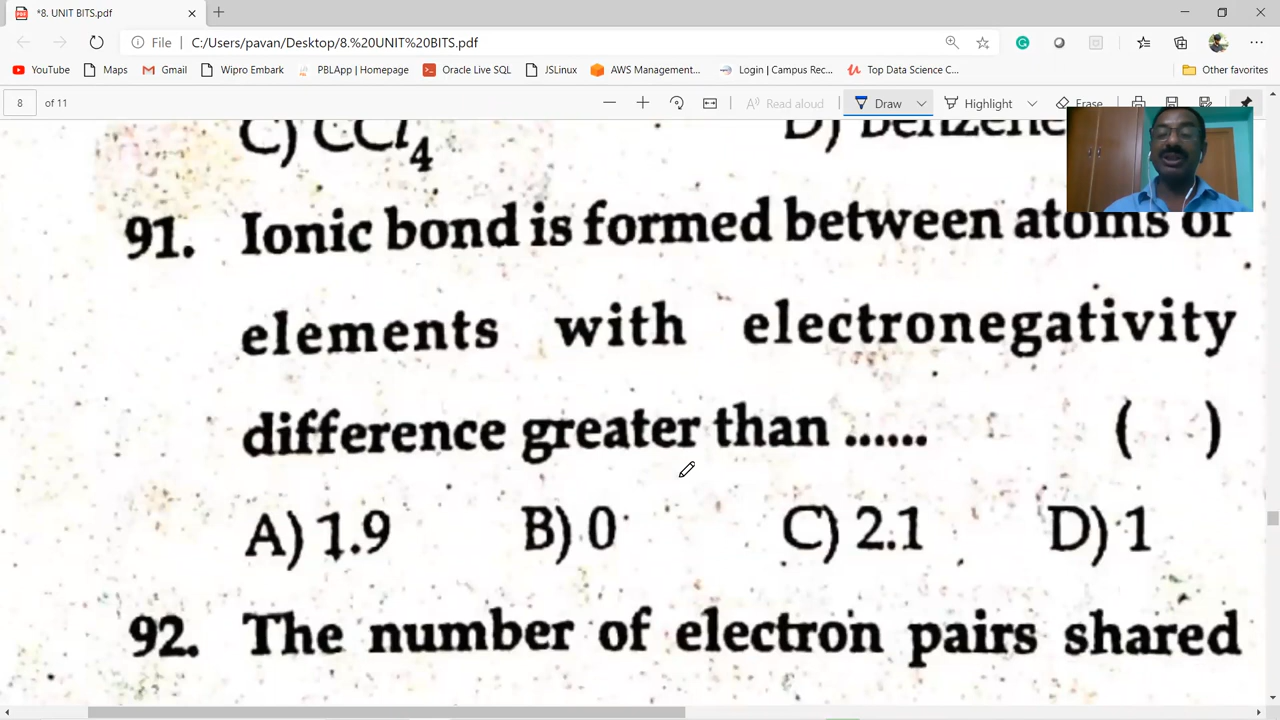 *8. UNIT BITS.pdf
File C:/Users/pavan/Desktop/8.%20UNIT%20BITS.pdf
YouTube Maps Gmail Wipro Embark PBLApp | Homepage Oracle Live SQL JSLinux AWS Management... Login | Campus Rec... Top Data Science C... Other favorites
8 of 11 Read aloud Draw Highlight Erase
C) CCl4 D) Benzene
91. Ionic bond is formed between atoms of
elements with electronegativity
difference greater than ...... ( )
A) 1.9 B) 0 C) 2.1 D) 1
92. The number of electron pairs shared